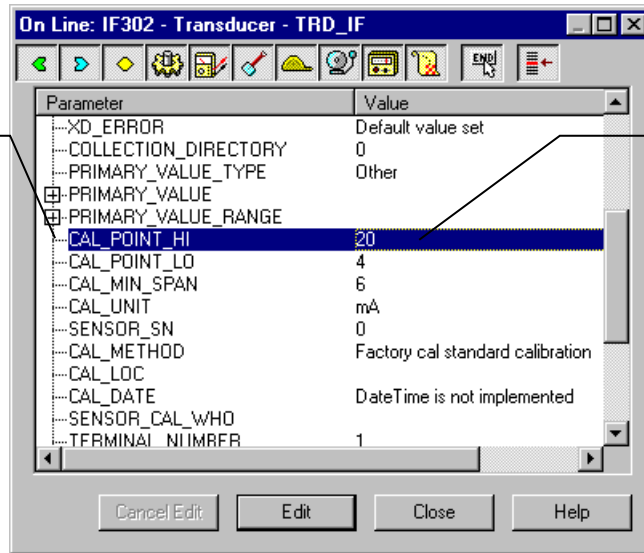 On Line: IF302 - Transducer - TRD_IF
END
Parameter Value
XD_ERROR Default value set
COLLECTION_DIRECTORY 0
PRIMARY_VALUE_TYPE Other
PRIMARY_VALUE
PRIMARY_VALUE_RANGE
CAL_POINT_HI 20
CAL_POINT_LO 4
CAL_MIN_SPAN 6
CAL_UNIT mA
SENSOR_SN 0
CAL_METHOD Factory cal standard calibration
CAL_LOC
CAL_DATE DateTime is not implemented
SENSOR_CAL_WHO
TERMINAL_NUMBER 1
Cancel Edit Edit Close Help